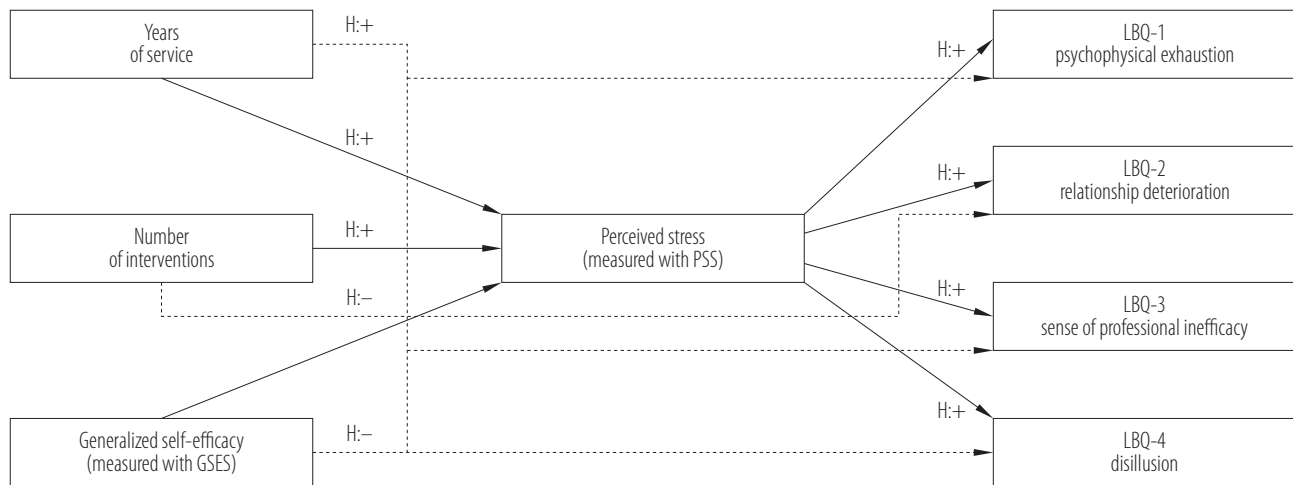 Years
of service
H:+
H:+
Number
of interventions
H:+
H:−
Generalized self-efficacy
(measured with GSES)
H:−
Perceived stress
(measured with PSS)
H:+
LBQ-1
psychophysical exhaustion
H:+
LBQ-2
relationship deterioration
H:+
LBQ-3
sense of professional inefficacy
H:+
LBQ-4
disillusion